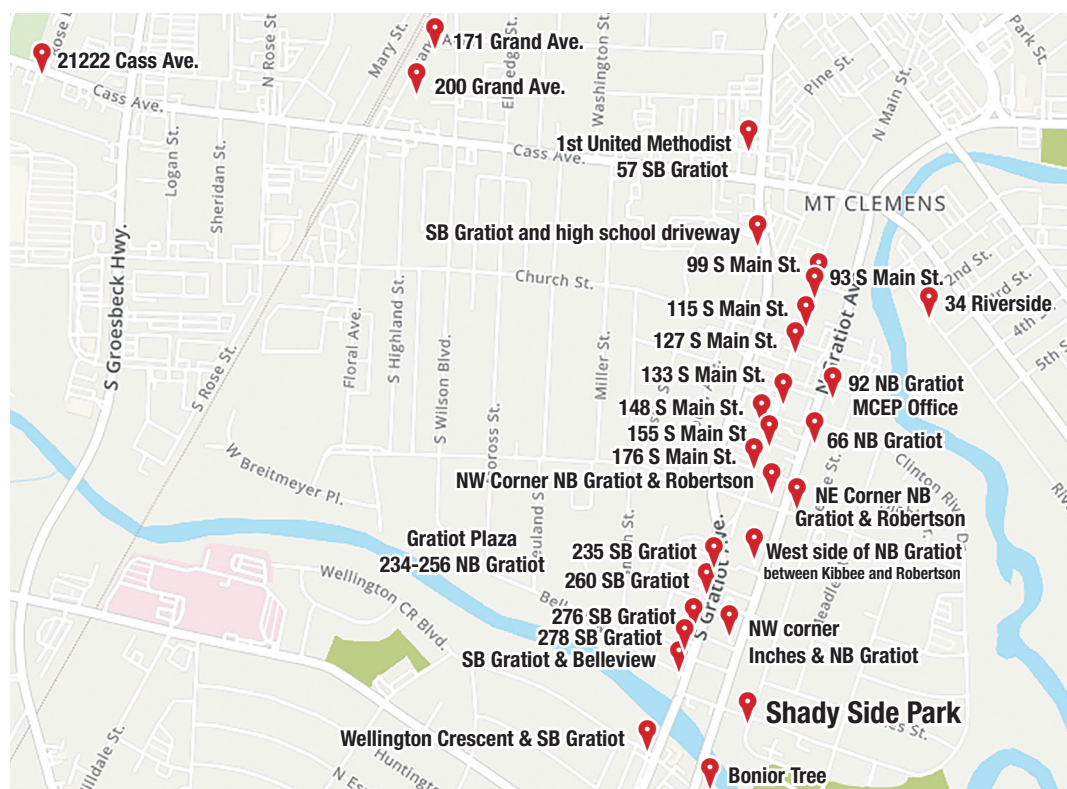 171 Grand Ave.
21222 Cass Ave.
200 Grand Ave.
Mary St.
N Rose St.
Washington St.
Park St.
Pine St.
N Main St.
Cass Ave.
Logan St.
Sheridan St.
1st United Methodist
57 SB Gratiot
Cass Ave.
MT CLEMENS
SB Gratiot and high school driveway
S Groesbeck Hwy.
Church St.
99 S Main St.
93 S Main St.
2nd St.
3rd St.
4th St.
5th St.
34 Riverside
115 S Main St.
127 S Main St.
N Gratiot Ave.
Floral Ave.
S Highland St.
S Wilson Blvd.
Miller St.
S Rose St.
133 S Main St.
92 NB Gratiot
MCEP Office
148 S Main St.
155 S Main St
66 NB Gratiot
176 S Main St.
W Breitmeyer Pl.
NW Corner NB Gratiot & Robertson
NE Corner NB
Gratiot & Robertson
Clinton Riv
Gratiot Plaza
234-256 NB Gratiot
235 SB Gratiot
West side of NB Gratiot
between Kibbee and Robertson
260 SB Gratiot
S Gratiot Ave.
Wellington CR Blvd.
276 SB Gratiot
278 SB Gratiot
SB Gratiot & Belleview
NW corner
Inches & NB Gratiot
Shady Side Park
Wellington Crescent & SB Gratiot
Bonior Tree
Huntington
N Es